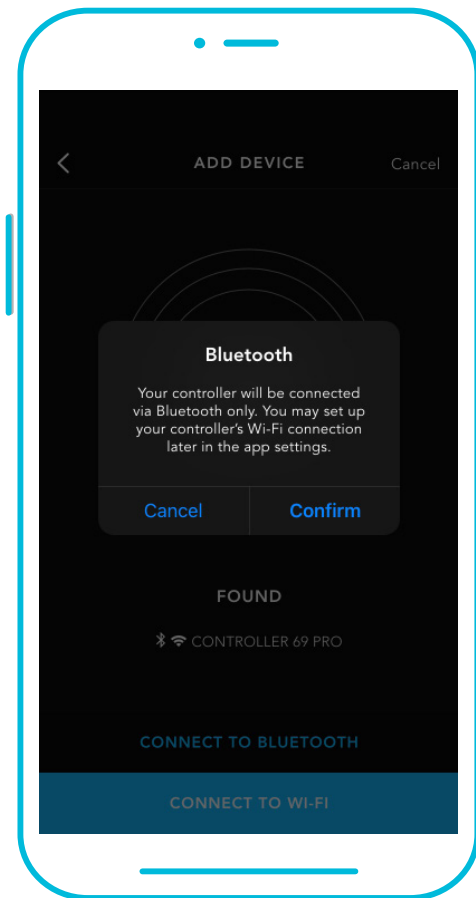 ADD DEVICE
Cancel
Bluetooth
Your controller will be connected
via Bluetooth only. You may set up
your controller's Wi-Fi connection
later in the app settings.
Cancel
Confirm
FOUND
CONTROLLER 69 PRO
CONNECT TO BLUETOOTH
CONNECT TO WI-FI